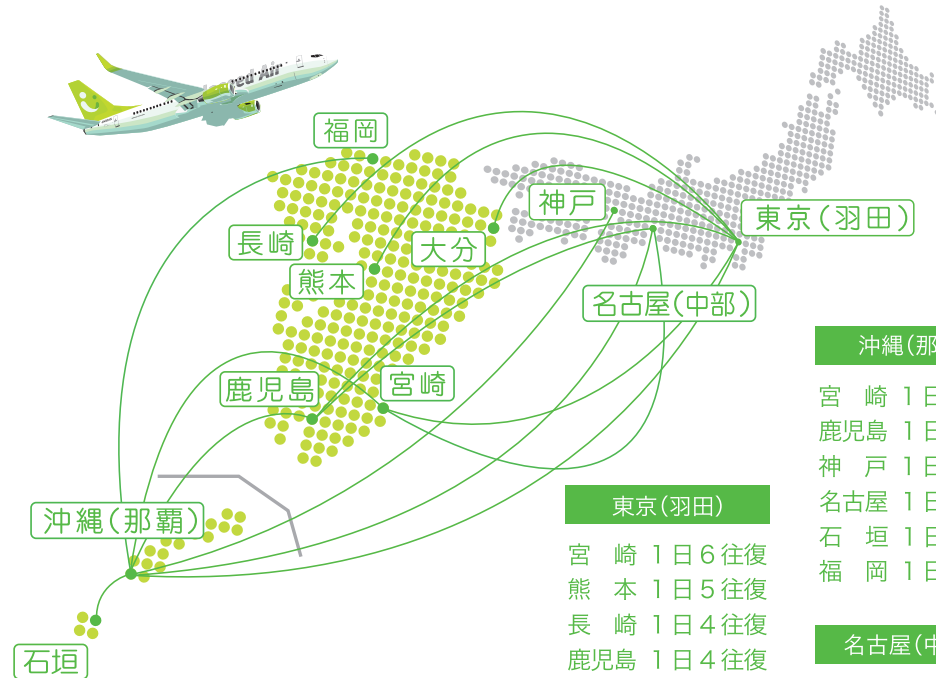 福岡
長崎
熊本
大分
神戸
東京(羽田)
名古屋(中部)
鹿児島
宮崎
沖縄(那覇)
石垣
東京(羽田)
宮 崎 1日6往復
熊 本 1日5往復
長 崎 1日4往復
鹿児島 1日4往復
沖縄(那
宮 崎 1日
鹿児島 1日
神 戸 1日
名古屋 1日
石 垣 1日
福 岡 1日
名古屋(中